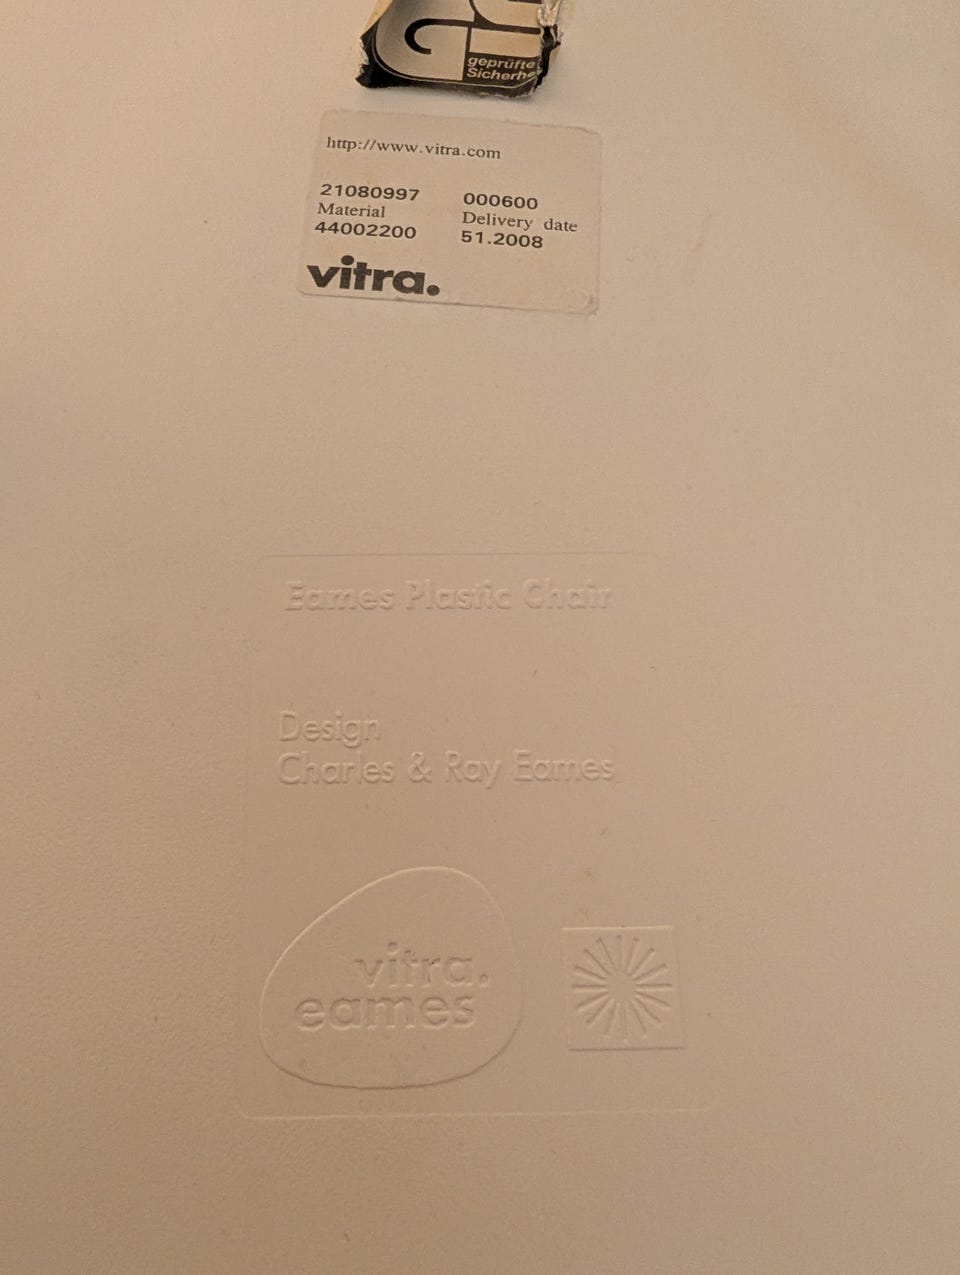 geprüfte
http://www.vitra.com
21080997 000600
Material Delivery date
44002200 51.2008
vitra.
Eames Plastic Chair
Design
Charles & Ray Eames
vitra.
eames